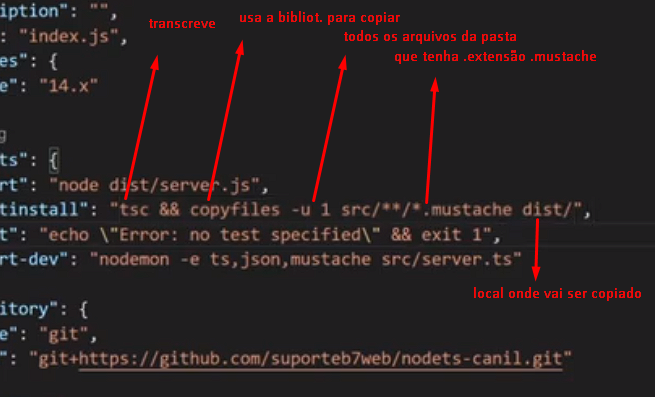 ription": "",
transcreve
usa a bibliot. para copiar
: "index.js",
todos os arquivos da pasta
es": {
que tenha .extensão .mustache
e": "14.x"
g
ts": {
rt": "node dist/server.js",
tinstall": "tsc && copyfiles -u 1 src/**/*.mustache dist/",
t": "echo \"Error: no test specified\" && exit 1",
rt-dev": "nodemon -e ts,json,mustache src/server.ts"
local onde vai ser copiado
itory": {
e": "git",
": "git+https://github.com/suporteb7web/nodets-canil.git"